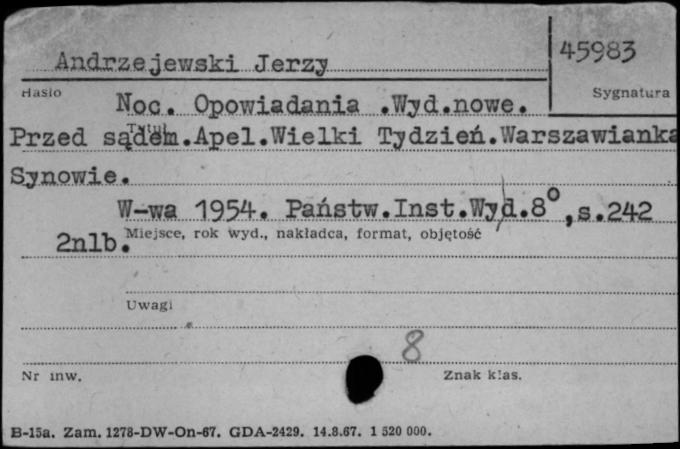 45983
Andrzejewski Jerzy
Hasło
Sygnatura
Noc. Opowiadania .Wyd.nowe.
Tytuł
Przed sądem.Apel.Wielki Tydzień.Warszawianka
Synowie.
W-wa 1954. Państw.Inst.Wyd.8°,s.242
2nlb.
Miejsce, rok wyd., nakładca, format, objętość
Uwagi
8
Nr inw.
Znak klas.
B-15a. Zam. 1278-DW-On-67. GDA-2429. 14.8.67. 1 520 000.